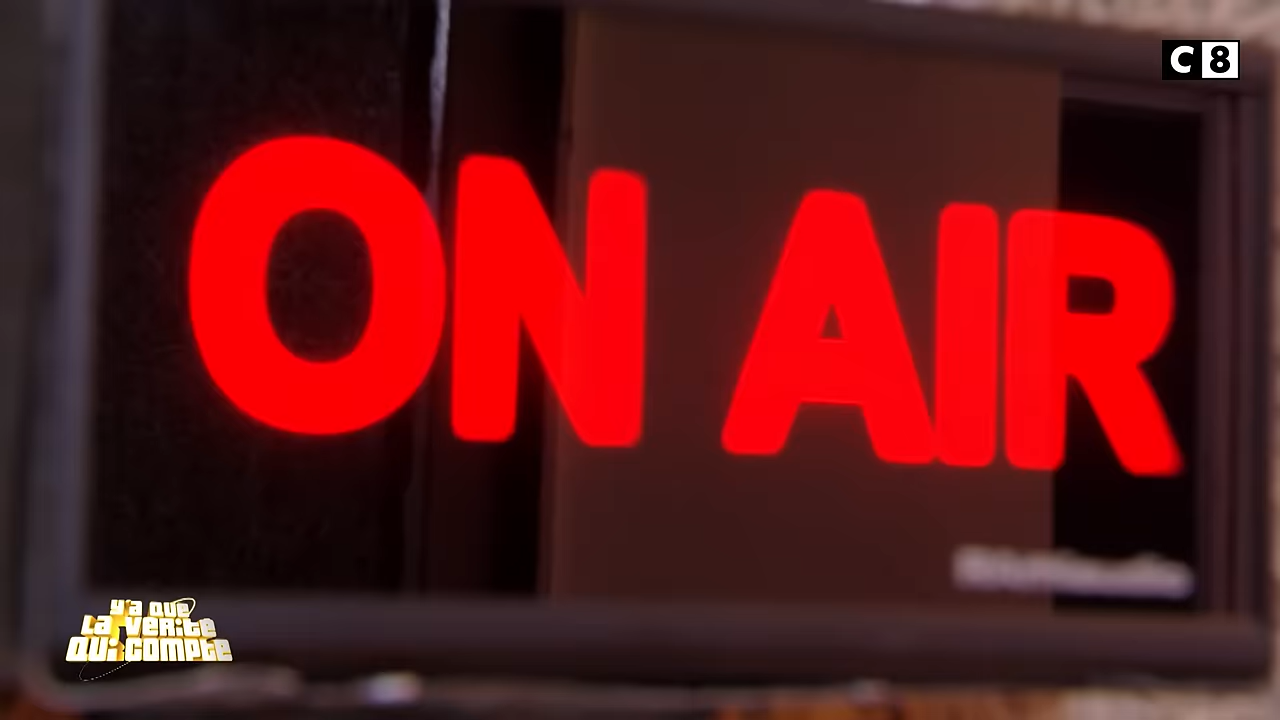 C8
ON AIR
Y'A QUE
LA VÉRITÉ
QUI COMPTE